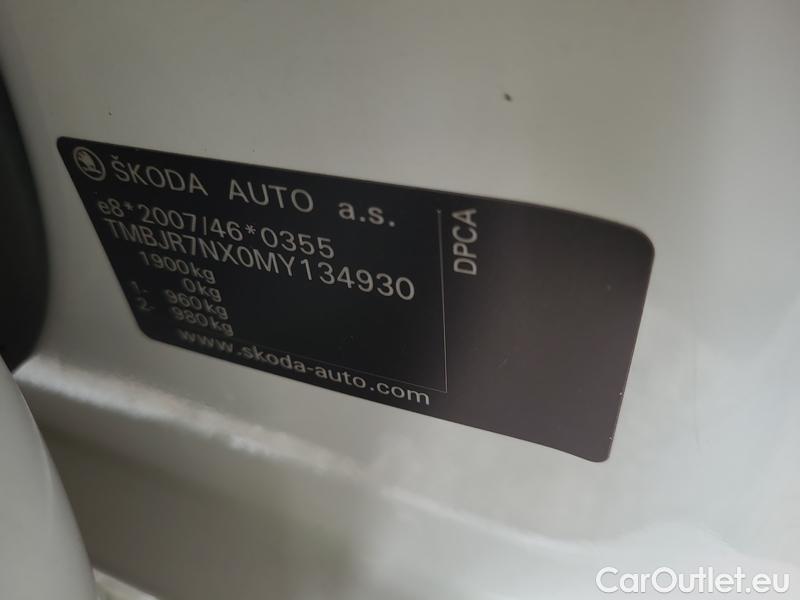 ŠKODA AUTO a.s.
e8*2007/46*0355
TMBJR7NX0MY134930
1900kg
0kg
1- 960kg
2- 980kg
www.skoda-auto.com
DPCA
CarOutlet.eu